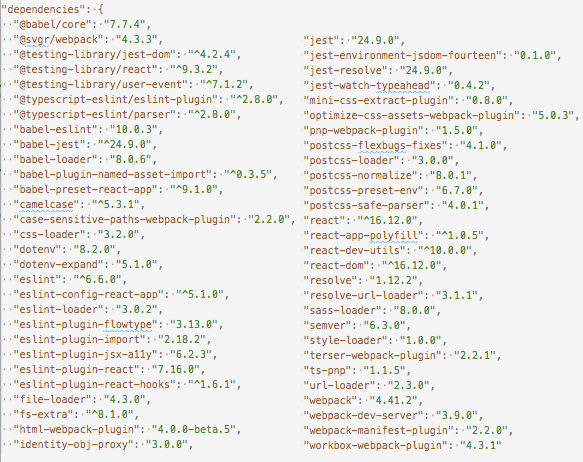 "dependencies": {
"@babel/core": "7.7.4",
"@svgr/webpack": "4.3.3",
"@testing-library/jest-dom": "^4.2.4",
"@testing-library/react": "^9.3.2",
"@testing-library/user-event": "^7.1.2",
"@typescript-eslint/eslint-plugin": "^2.8.0",
"@typescript-eslint/parser": "^2.8.0",
"babel-eslint": "10.0.3",
"babel-jest": "^24.9.0",
"babel-loader": "8.0.6",
"babel-plugin-named-asset-import": "^0.3.5",
"babel-preset-react-app": "^9.1.0",
"camelcase": "^5.3.1",
"case-sensitive-paths-webpack-plugin": "2.2.0",
"css-loader": "3.2.0",
"dotenv": "8.2.0",
"dotenv-expand": "5.1.0",
"eslint": "^6.6.0",
"eslint-config-react-app": "^5.1.0",
"eslint-loader": "3.0.2",
"eslint-plugin-flowtype": "3.13.0",
"eslint-plugin-import": "2.18.2",
"eslint-plugin-jsx-a11y": "6.2.3",
"eslint-plugin-react": "7.16.0",
"eslint-plugin-react-hooks": "^1.6.1",
"file-loader": "4.3.0",
"fs-extra": "^8.1.0",
"html-webpack-plugin": "4.0.0-beta.5",
"identity-obj-proxy": "3.0.0",
"jest": "24.9.0",
"jest-environment-jsdom-fourteen": "0.1.0",
"jest-resolve": "24.9.0",
"jest-watch-typeahead": "0.4.2",
"mini-css-extract-plugin": "0.8.0",
"optimize-css-assets-webpack-plugin": "5.0.3",
"pnp-webpack-plugin": "1.5.0",
"postcss-flexbugs-fixes": "4.1.0",
"postcss-loader": "3.0.0",
"postcss-normalize": "8.0.1",
"postcss-preset-env": "6.7.0",
"postcss-safe-parser": "4.0.1",
"react": "^16.12.0",
"react-app-polyfill": "^1.0.5",
"react-dev-utils": "^10.0.0",
"react-dom": "^16.12.0",
"resolve": "1.12.2",
"resolve-url-loader": "3.1.1",
"sass-loader": "8.0.0",
"semver": "6.3.0",
"style-loader": "1.0.0",
"terser-webpack-plugin": "2.2.1",
"ts-pnp": "1.1.5",
"url-loader": "2.3.0",
"webpack": "4.41.2",
"webpack-dev-server": "3.9.0",
"webpack-manifest-plugin": "2.2.0",
"workbox-webpack-plugin": "4.3.1"